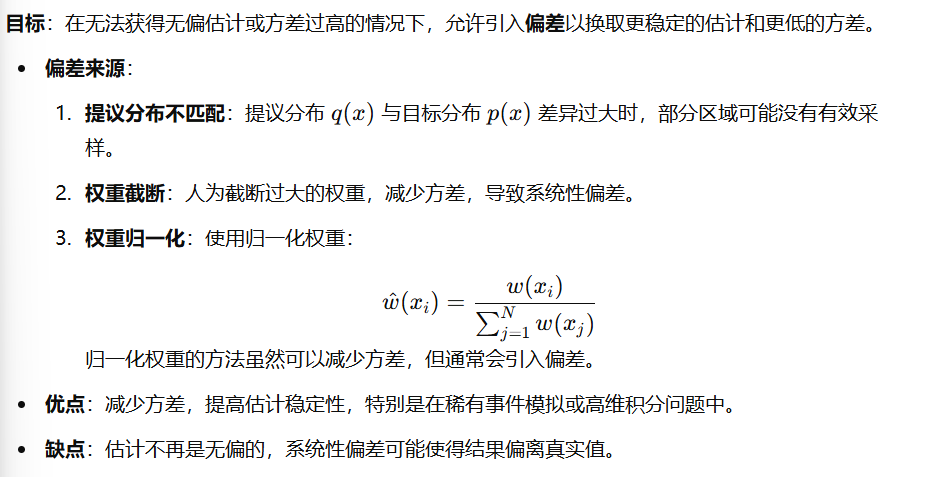 目标：在无法获得无偏估计或方差过高的情况下，允许引入偏差以换取更稳定的估计和更低的方差。
• 偏差来源：
1. 提议分布不匹配：提议分布 q(x) 与目标分布 p(x) 差异过大时，部分区域可能没有有效采
样。
2. 权重截断：人为截断过大的权重，减少方差，导致系统性偏差。
3. 权重归一化：使用归一化权重：
ŵ(x_i) = w(x_i) / ∑_{j=1}^{N} w(x_j)
归一化权重的方法虽然可以减少方差，但通常会引入偏差。
• 优点：减少方差，提高估计稳定性，特别是在稀有事件模拟或高维积分问题中。
• 缺点：估计不再是无偏的，系统性偏差可能使得结果偏离真实值。